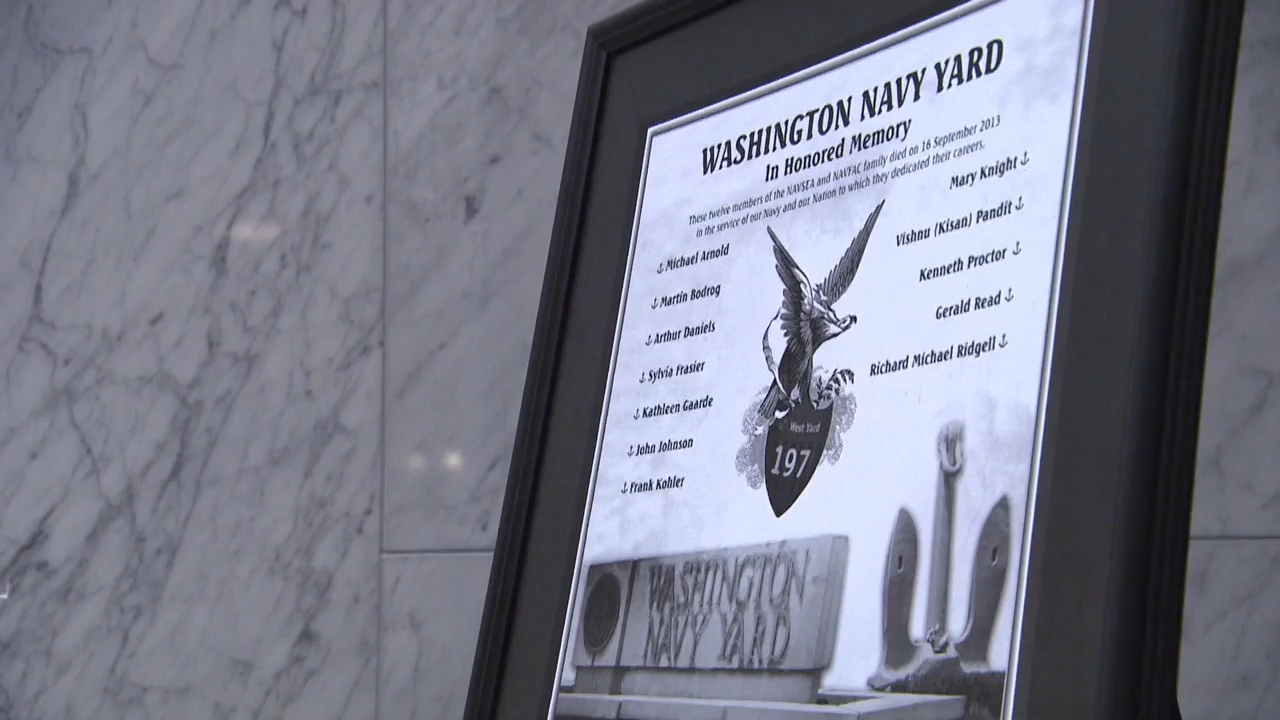 WASHINGTON NAVY YARD
In Honored Memory
These twelve members of the NAVSEA and NAVFAC family died on 16 September 2013
in the service of our Navy and our Nation to which they dedicated their careers.
Michael Arnold
Martin Bodrog
Arthur Daniels
Sylvia Frasier
Kathleen Gaarde
John Johnson
Frank Kohler
Mary Knight
Vishnu (Kisan) Pandit
Kenneth Proctor
Gerald Read
Richard Michael Ridgell
West Yard
197
WASHINGTON
NAVY YARD